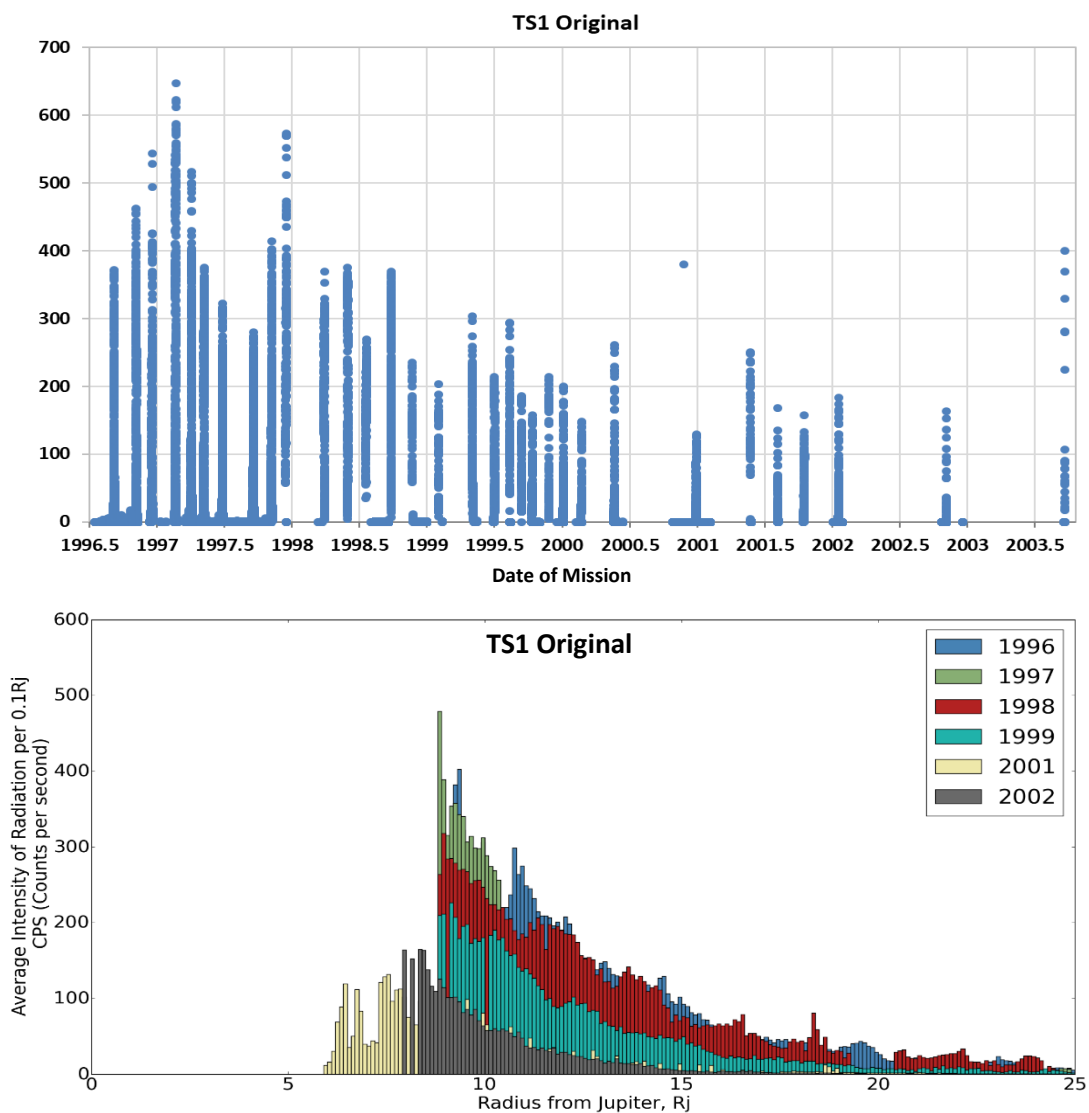 TS1 Original
700
600
500
400
300
200
100
0
1996.5 1997 1997.5 1998 1998.5 1999 1999.5 2000 2000.5 2001 2001.5 2002 2002.5 2003 2003.5
Date of Mission
TS1 Original
600
500
400
300
200
100
0
Average Intensity of Radiation per 0.1Rj
CPS (Counts per second)
1996
1997
1998
1999
2001
2002
0 5 10 15 20 25
Radius from Jupiter, Rj